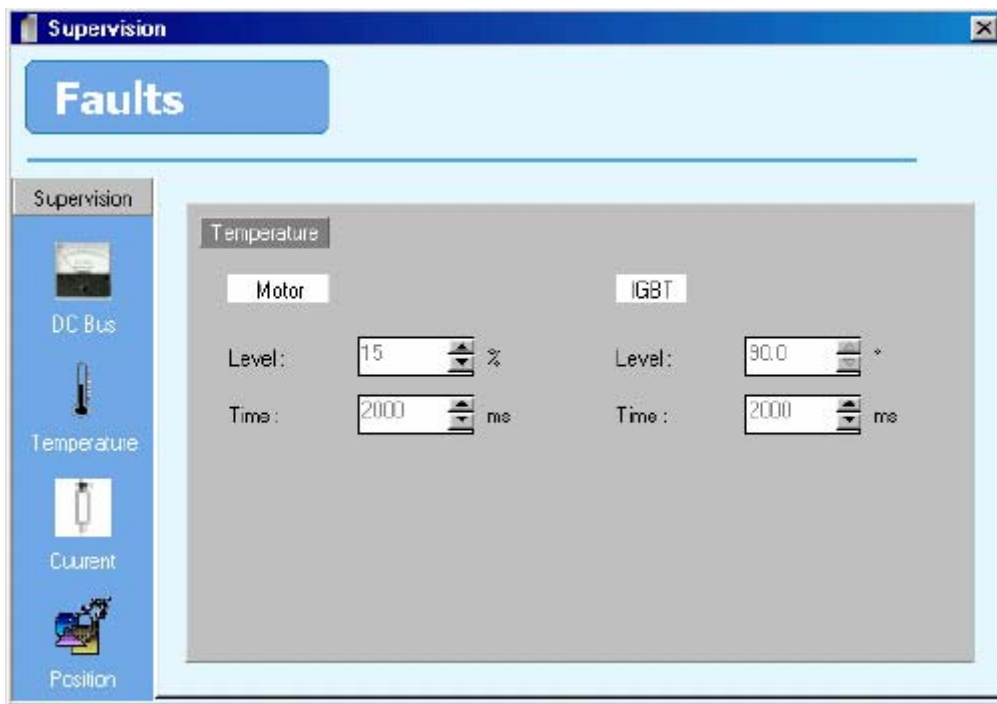 Supervision
Faults
Supervision
DC Bus
Temperature
Cuurent
Position
Temperature
Motor IGBT
Level: 15 % Level: 90.0 °
Time: 2000 ms Time: 2000 ms